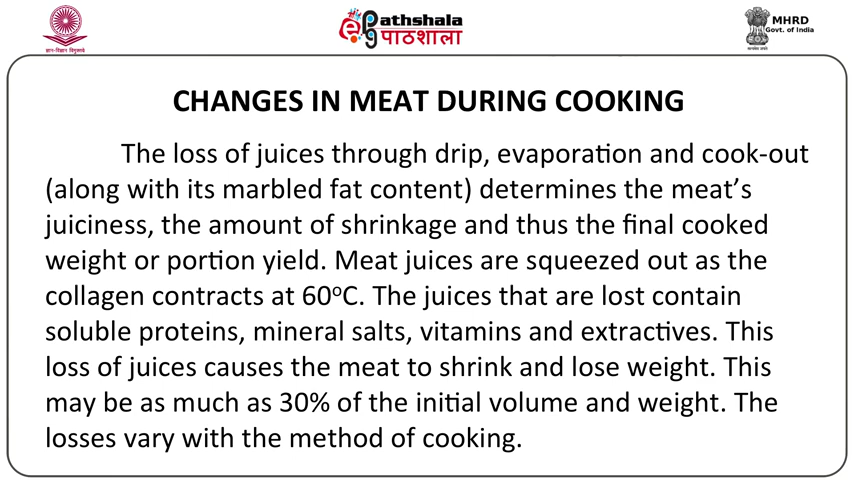 ज्ञान-विज्ञान विमुक्तये
ePathshala
पाठशाला
MHRD
Govt. of India
CHANGES IN MEAT DURING COOKING
The loss of juices through drip, evaporation and cook-out
(along with its marbled fat content) determines the meat's
juiciness, the amount of shrinkage and thus the final cooked
weight or portion yield. Meat juices are squeezed out as the
collagen contracts at 60°C. The juices that are lost contain
soluble proteins, mineral salts, vitamins and extractives. This
loss of juices causes the meat to shrink and lose weight. This
may be as much as 30% of the initial volume and weight. The
losses vary with the method of cooking.